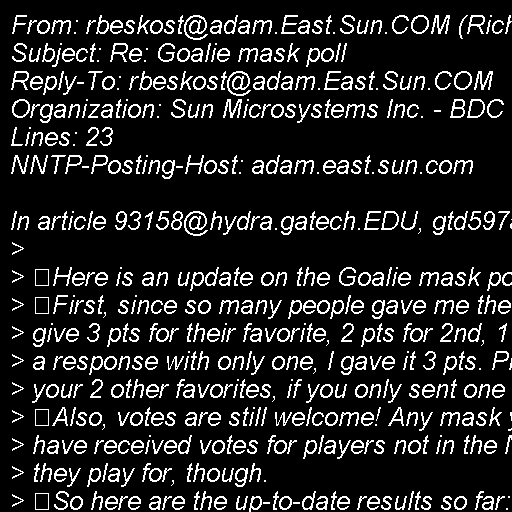 From: rbeskost@adam.East.Sun.COM (Rich
Subject: Re: Goalie mask poll
Reply-To: rbeskost@adam.East.Sun.COM
Organization: Sun Microsystems Inc. - BDC
Lines: 23
NNTP-Posting-Host: adam.east.sun.com

In article 93158@hydra.gatech.EDU, gtd597
>
> Here is an update on the Goalie mask po
> First, since so many people gave me the
> give 3 pts for their favorite, 2 pts for 2nd, 1
> a response with only one, I gave it 3 pts.
> your 2 other favorites, if you only sent one
> Also, votes are still welcome! Any mask
> have received votes for players not in the
> they play for, though.
> So here are the up-to-date results so far: